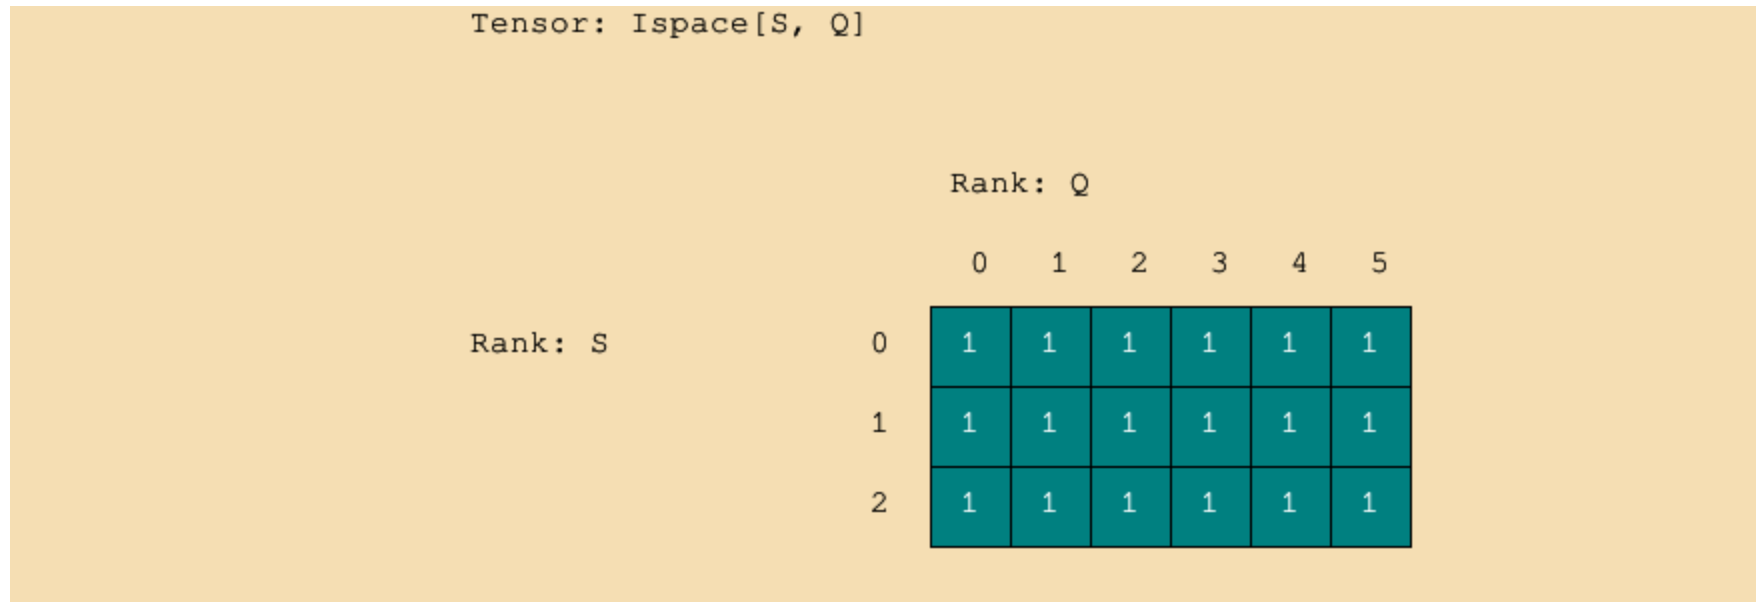 Tensor: Ispace[S, Q]
Rank: Q
0 1 2 3 4 5
Rank: S 0 1 1 1 1 1 1
1 1 1 1 1 1 1
2 1 1 1 1 1 1